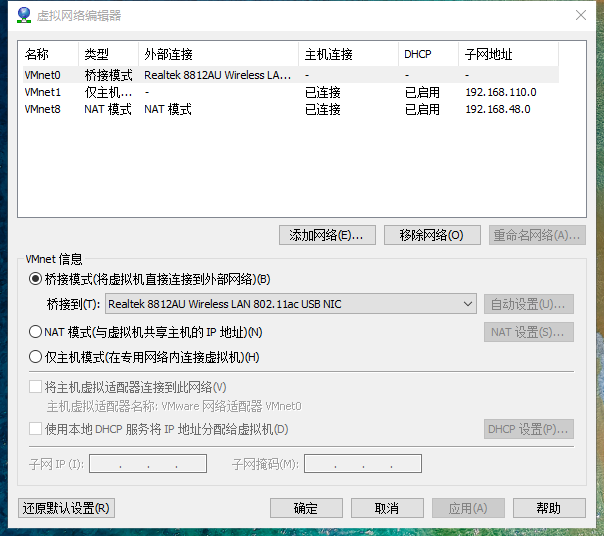 虚拟网络编辑器
名称 类型 外部连接 主机连接 DHCP 子网地址
VMnet0 桥接模式 Realtek 8812AU Wireless LA... - - -
VMnet1 仅主机... - 已连接 已启用 192.168.110.0
VMnet8 NAT 模式 NAT 模式 已连接 已启用 192.168.48.0
添加网络(E)... 移除网络(O) 重命名网络(A)...
VMnet 信息
桥接模式(将虚拟机直接连接到外部网络)(B)
桥接到(T): Realtek 8812AU Wireless LAN 802.11ac USB NIC 自动设置(U)...
NAT 模式(与虚拟机共享主机的 IP 地址)(N) NAT 设置(S)...
仅主机模式(在专用网络内连接虚拟机)(H)
将主机虚拟适配器连接到此网络(V)
主机虚拟适配器名称: VMware 网络适配器 VMnet0
使用本地 DHCP 服务将 IP 地址分配给虚拟机(D) DHCP 设置(P)...
子网 IP (I): . . . 子网掩码(M): . . .
还原默认设置(R) 确定 取消 应用(A) 帮助